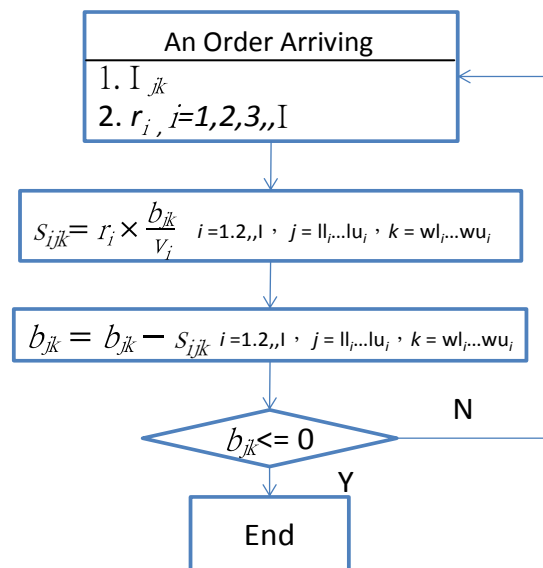 An Order Arriving
1. I jk
2. r i , i=1,2,3,,I
s ijk = r i × b jk / v i i =1.2,,I , j = ll i ...lu i , k = wl i ...wu i
b jk = b jk − s ijk i =1.2,,I , j = ll i ...lu i , k = wl i ...wu i
b jk <= 0
N
Y
End